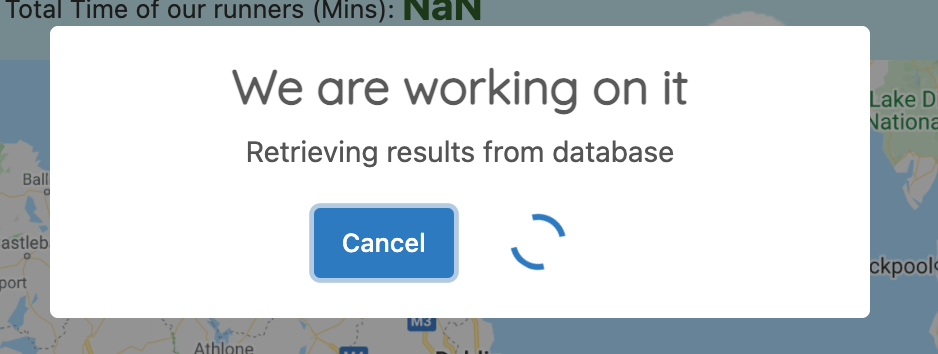 Total Time of our runners (Mins): NaN
We are working on it
Retrieving results from database
Cancel
Lake D
Nationa
Ball
astleb
port
ckpool
M3
Athlone
M4